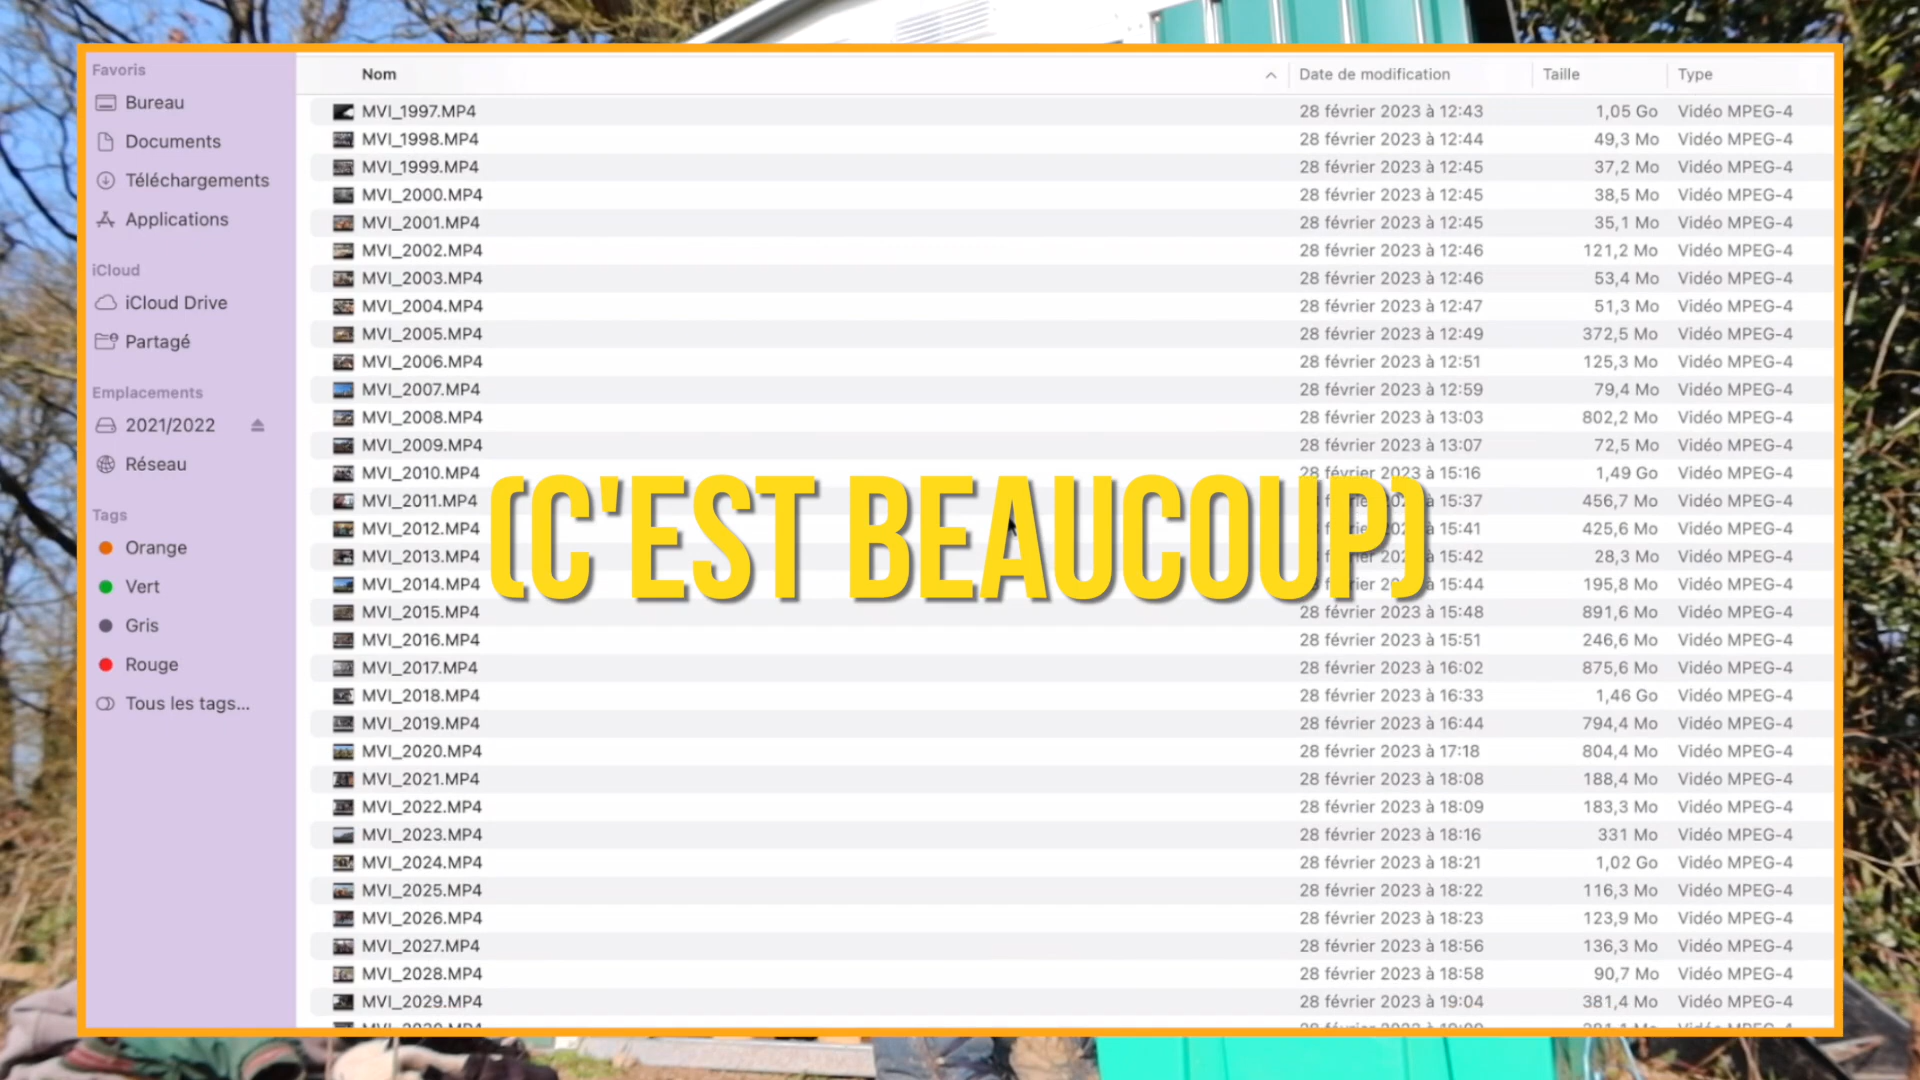 Favoris
Bureau
Documents
Téléchargements
Applications
iCloud
iCloud Drive
Partagé
Emplacements
2021/2022
Réseau
Tags
Orange
Vert
Gris
Rouge
Tous les tags...
Nom Date de modification Taille Type
MVI_1997.MP4 28 février 2023 à 12:43 1,05 Go Vidéo MPEG-4
MVI_1998.MP4 28 février 2023 à 12:44 49,3 Mo Vidéo MPEG-4
MVI_1999.MP4 28 février 2023 à 12:45 37,2 Mo Vidéo MPEG-4
MVI_2000.MP4 28 février 2023 à 12:45 38,5 Mo Vidéo MPEG-4
MVI_2001.MP4 28 février 2023 à 12:45 35,1 Mo Vidéo MPEG-4
MVI_2002.MP4 28 février 2023 à 12:46 121,2 Mo Vidéo MPEG-4
MVI_2003.MP4 28 février 2023 à 12:46 53,4 Mo Vidéo MPEG-4
MVI_2004.MP4 28 février 2023 à 12:47 51,3 Mo Vidéo MPEG-4
MVI_2005.MP4 28 février 2023 à 12:49 372,5 Mo Vidéo MPEG-4
MVI_2006.MP4 28 février 2023 à 12:51 125,3 Mo Vidéo MPEG-4
MVI_2007.MP4 28 février 2023 à 12:59 79,4 Mo Vidéo MPEG-4
MVI_2008.MP4 28 février 2023 à 13:03 802,2 Mo Vidéo MPEG-4
MVI_2009.MP4 28 février 2023 à 13:07 72,5 Mo Vidéo MPEG-4
MVI_2010.MP4 28 février 2023 à 15:16 1,49 Go Vidéo MPEG-4
MVI_2011.MP4 à 15:37 456,7 Mo Vidéo MPEG-4
MVI_2012.MP4 à 15:41 425,6 Mo Vidéo MPEG-4
MVI_2013.MP4 à 15:42 28,3 Mo Vidéo MPEG-4
MVI_2014.MP4 à 15:44 195,8 Mo Vidéo MPEG-4
(C'EST BEAUCOUP)
MVI_2015.MP4 28 février 2023 à 15:48 891,6 Mo Vidéo MPEG-4
MVI_2016.MP4 28 février 2023 à 15:51 246,6 Mo Vidéo MPEG-4
MVI_2017.MP4 28 février 2023 à 16:02 875,6 Mo Vidéo MPEG-4
MVI_2018.MP4 28 février 2023 à 16:33 1,46 Go Vidéo MPEG-4
MVI_2019.MP4 28 février 2023 à 16:44 794,4 Mo Vidéo MPEG-4
MVI_2020.MP4 28 février 2023 à 17:18 804,4 Mo Vidéo MPEG-4
MVI_2021.MP4 28 février 2023 à 18:08 188,4 Mo Vidéo MPEG-4
MVI_2022.MP4 28 février 2023 à 18:09 183,3 Mo Vidéo MPEG-4
MVI_2023.MP4 28 février 2023 à 18:16 331 Mo Vidéo MPEG-4
MVI_2024.MP4 28 février 2023 à 18:21 1,02 Go Vidéo MPEG-4
MVI_2025.MP4 28 février 2023 à 18:22 116,3 Mo Vidéo MPEG-4
MVI_2026.MP4 28 février 2023 à 18:23 123,9 Mo Vidéo MPEG-4
MVI_2027.MP4 28 février 2023 à 18:56 136,3 Mo Vidéo MPEG-4
MVI_2028.MP4 28 février 2023 à 18:58 90,7 Mo Vidéo MPEG-4
MVI_2029.MP4 28 février 2023 à 19:04 381,4 Mo Vidéo MPEG-4